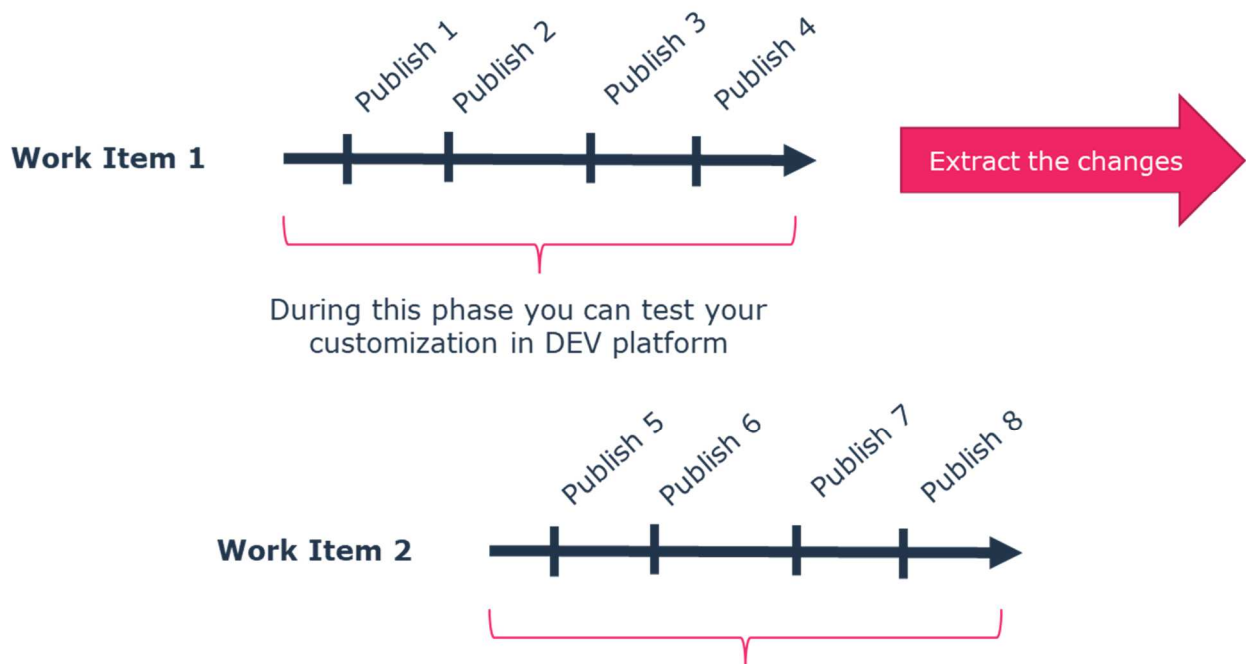 Publish 1
Publish 2
Publish 3
Publish 4
Work Item 1
Extract the changes
During this phase you can test your
customization in DEV platform
Publish 5
Publish 6
Publish 7
Publish 8
Work Item 2